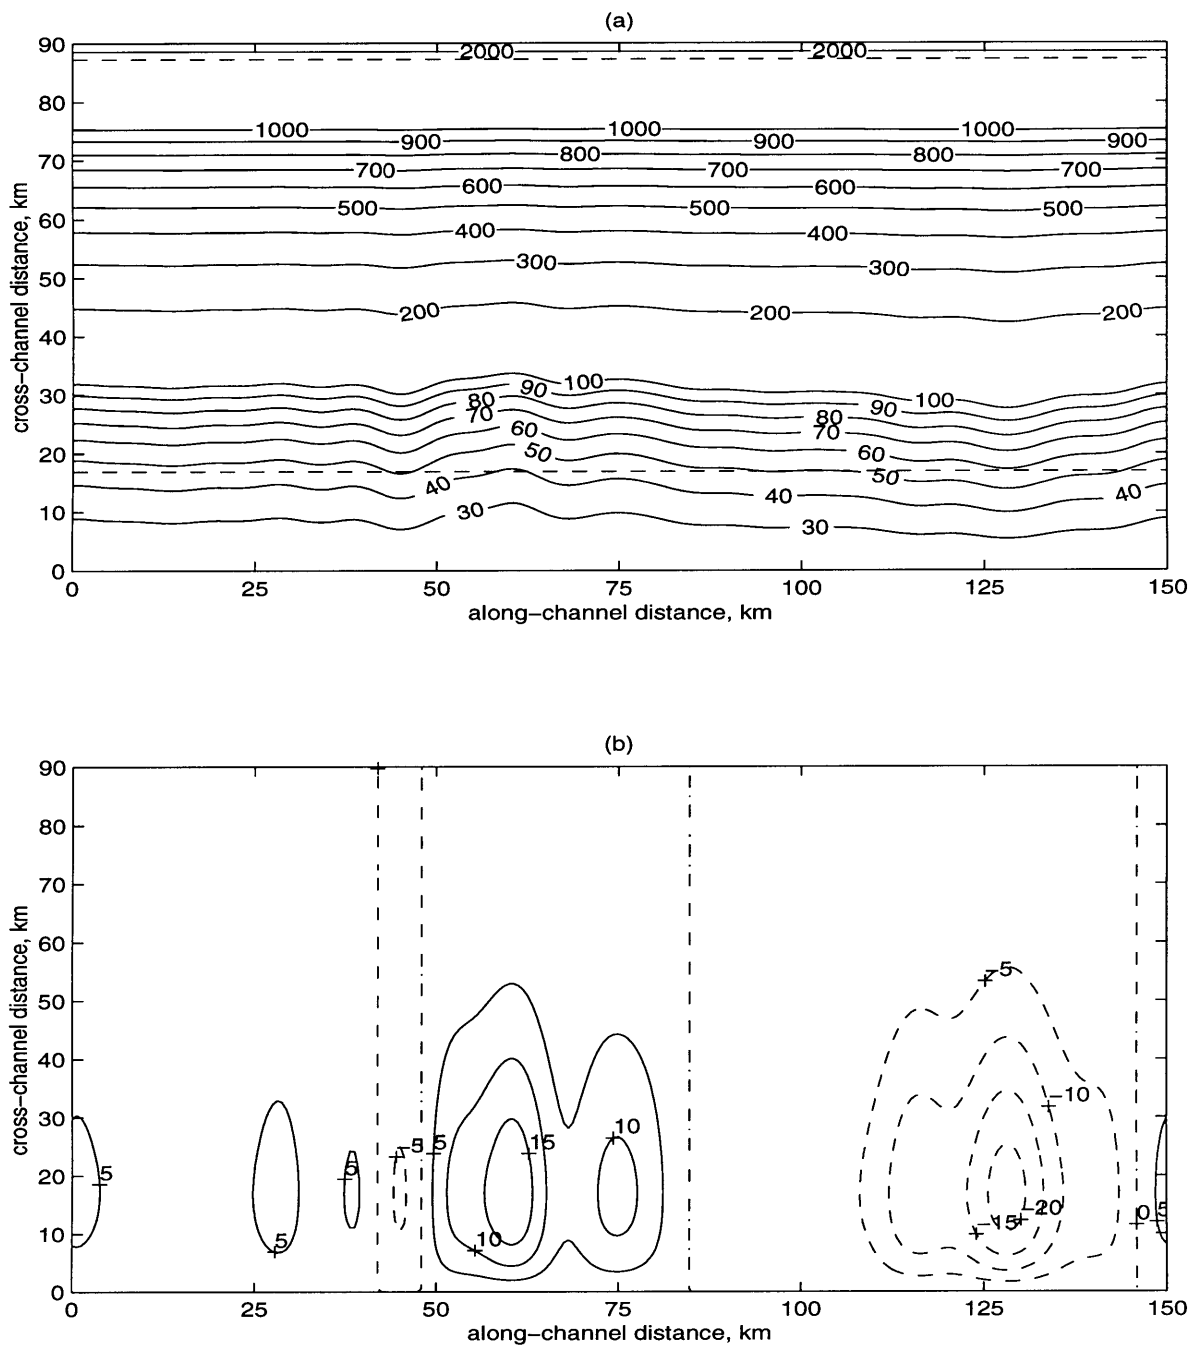 (a)
90
2000 2000
80
1000 1000 1000
900 900 900
800 800
70
700 700 700
600 600
500 500 500
60
400 400
300 300
50
200 200 200
40
100 100
30
90 90
80 80
70 70
60 60
50 50
20
40 40 40
30 30
10
0
0 25 50 75 100 125 150
cross-channel distance, km
along-channel distance, km
(b)
90
80
70
60
−5
50
40
−10
30
5 5 −5 5 15 10
20
−15 −20 0 5
10
5 10
0
0 25 50 75 100 125 150
cross-channel distance, km
along-channel distance, km